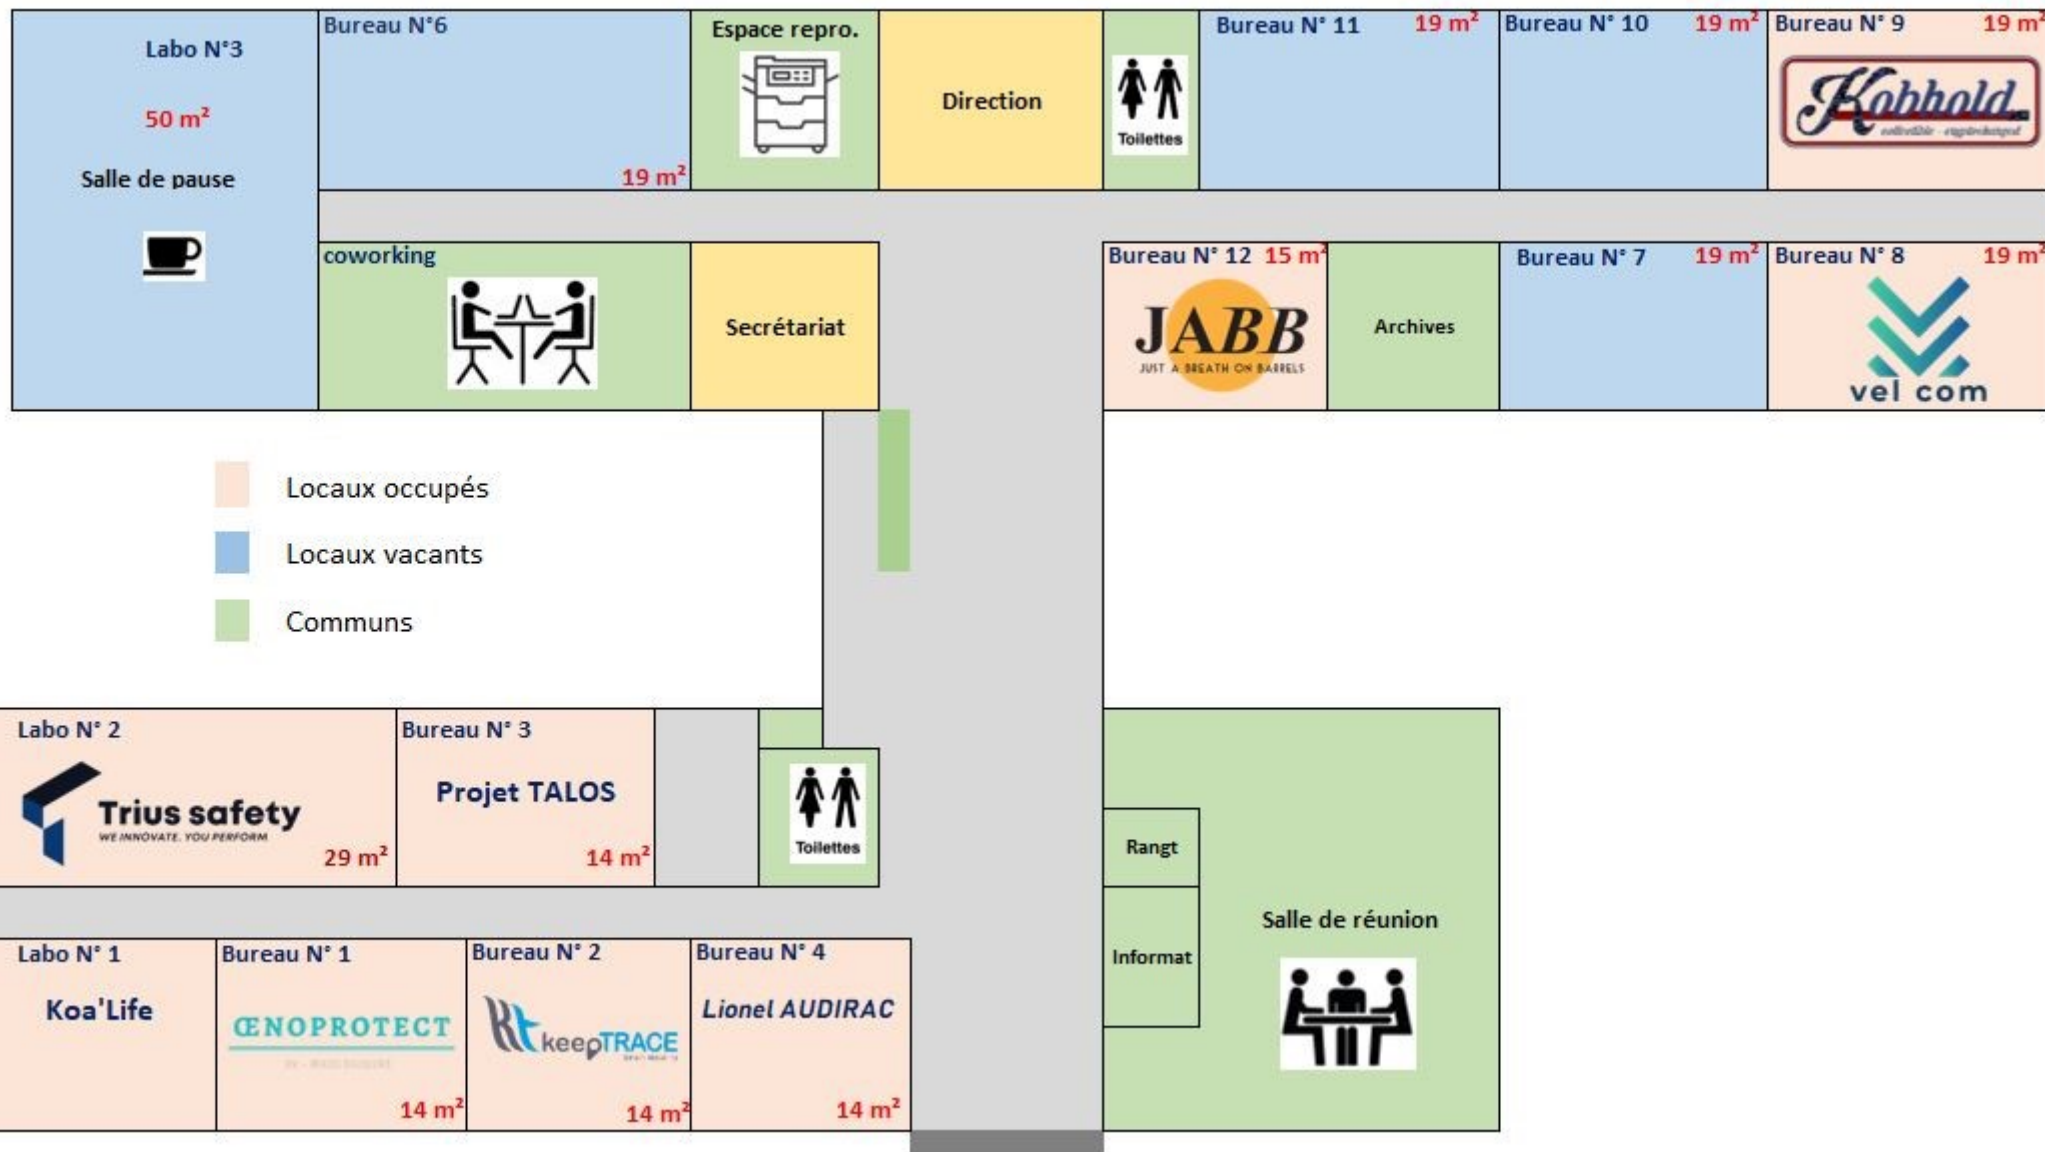 Labo N°3
50 m²
Salle de pause
Bureau N°6
19 m²
Espace repro.
Direction
Toilettes
Bureau N° 11
19 m²
Bureau N° 10
19 m²
Bureau N° 9
19 m²
Kobhold
coworking
Secrétariat
Bureau N° 12 15 m²
JABB
JUST A BREATH ON BARRELS
Archives
Bureau N° 7
19 m²
Bureau N° 8
19 m²
vel com
Locaux occupés
Locaux vacants
Communs
Labo N° 2
Trius safety
WE INNOVATE. YOU PERFORM
29 m²
Bureau N° 3
Projet TALOS
14 m²
Toilettes
Rangt
Informat
Salle de réunion
Labo N° 1
Koa'Life
Bureau N° 1
ŒNOPROTECT
14 m²
Bureau N° 2
keepTRACE
14 m²
Bureau N° 4
Lionel AUDIRAC
14 m²